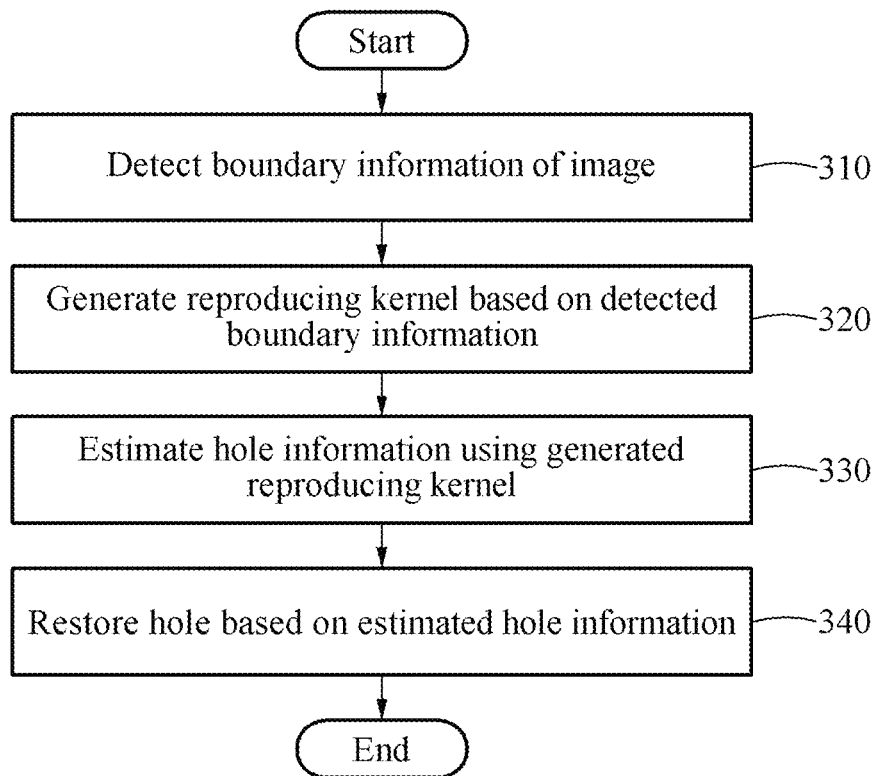 Start
Detect boundary information of image
310
Generate reproducing kernel based on detected
boundary information
320
Estimate hole information using generated
reproducing kernel
330
Restore hole based on estimated hole information
340
End